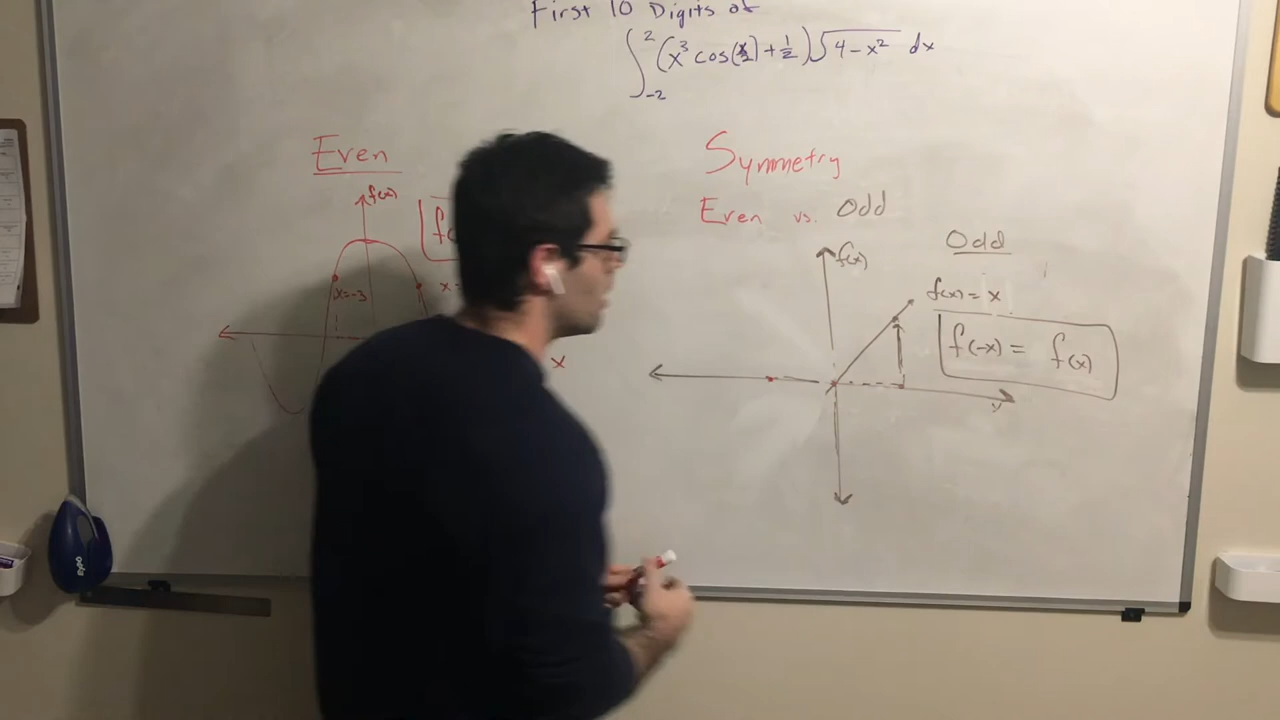 First 10 Digits of
∫_{-2}^{2} (x³ cos(x/2) + 1/2) √(4 - x²) dx
Even
f(x)
x=-3
x
Symmetry
Even vs. Odd
Odd
f(x)
f(x) = x
f(-x) = f(x)
EXPO